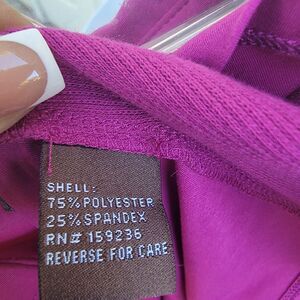 SHELL:
75% POLYESTER
25% SPANDEX
RN# 159236
REVERSE FOR CARE